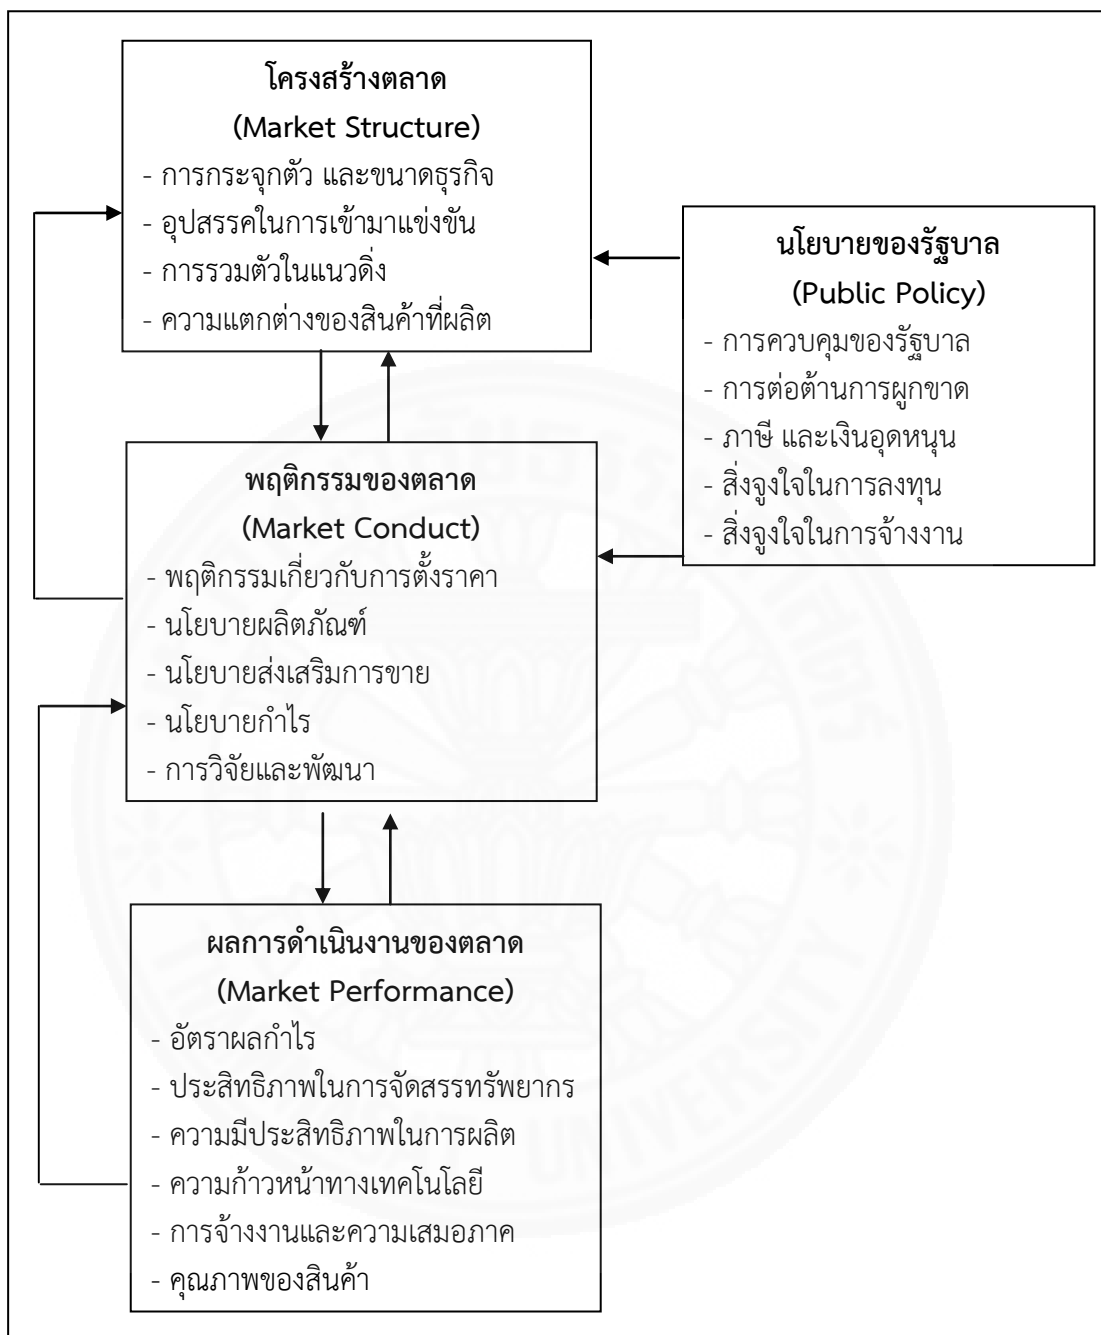 โครงสร้างตลาด
(Market Structure)
- การกระจุกตัว และขนาดธุรกิจ
- อุปสรรคในการเข้ามาแข่งขัน
- การรวมตัวในแนวดิ่ง
- ความแตกต่างของสินค้าที่ผลิต
นโยบายของรัฐบาล
(Public Policy)
- การควบคุมของรัฐบาล
- การต่อต้านการผูกขาด
- ภาษี และเงินอุดหนุน
- สิ่งจูงใจในการลงทุน
- สิ่งจูงใจในการจ้างงาน
พฤติกรรมของตลาด
(Market Conduct)
- พฤติกรรมเกี่ยวกับการตั้งราคา
- นโยบายผลิตภัณฑ์
- นโยบายส่งเสริมการขาย
- นโยบายกำไร
- การวิจัยและพัฒนา
ผลการดำเนินงานของตลาด
(Market Performance)
- อัตราผลกำไร
- ประสิทธิภาพในการจัดสรรทรัพยากร
- ความมีประสิทธิภาพในการผลิต
- ความก้าวหน้าทางเทคโนโลยี
- การจ้างงานและความเสมอภาค
- คุณภาพของสินค้า
UNIVERSITY